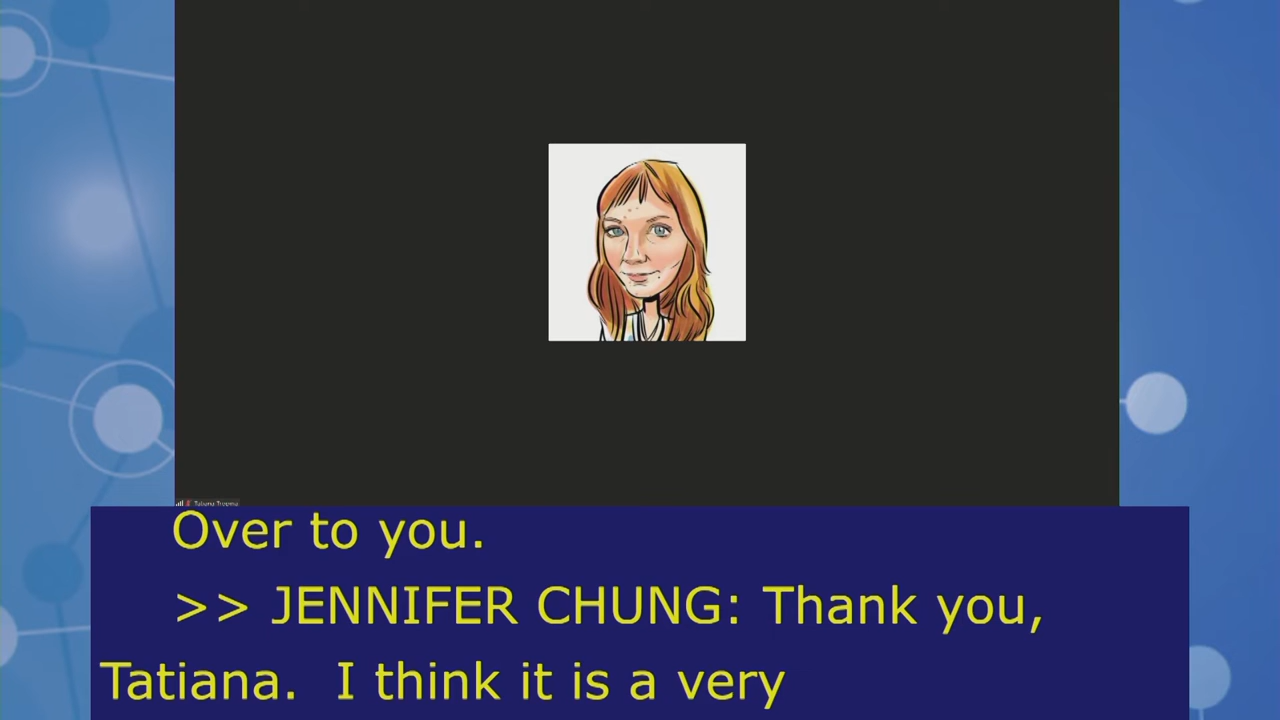 Over to you.
>> JENNIFER CHUNG: Thank you,
Tatiana.  I think it is a very